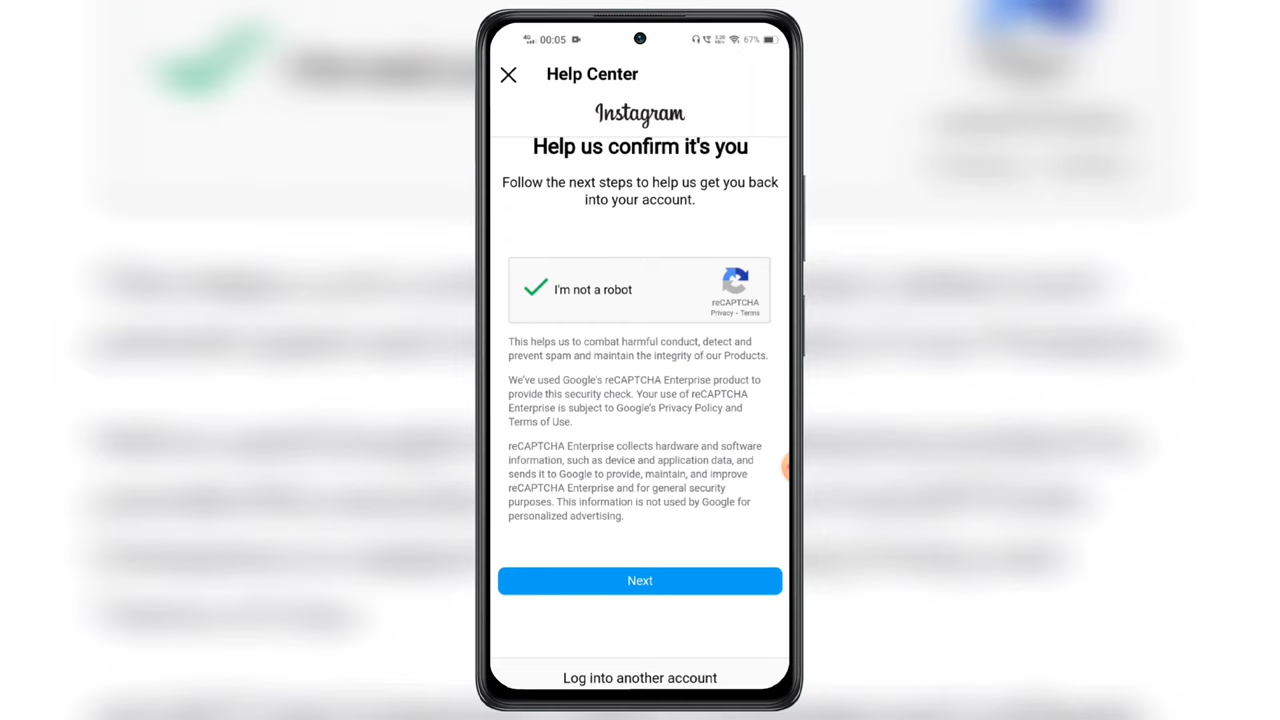 4G 00:05 67%
Help Center
Instagram
Help us confirm it's you
Follow the next steps to help us get you back
into your account.
I'm not a robot
reCAPTCHA
Privacy - Terms
This helps us to combat harmful conduct, detect and
prevent spam and maintain the integrity of our Products.
We've used Google's reCAPTCHA Enterprise product to
provide this security check. Your use of reCAPTCHA
Enterprise is subject to Google's Privacy Policy and
Terms of Use.
reCAPTCHA Enterprise collects hardware and software
information, such as device and application data, and
sends it to Google to provide, maintain, and improve
reCAPTCHA Enterprise and for general security
purposes. This information is not used by Google for
personalized advertising.
Next
Log into another account